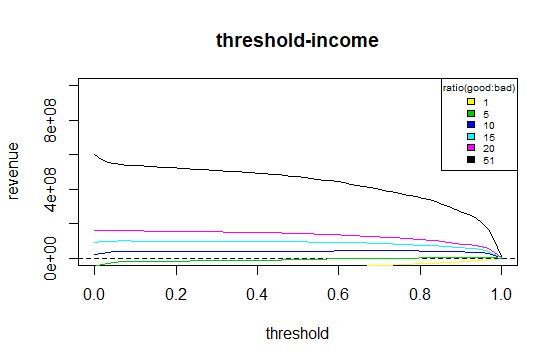 threshold-income
ratio(good:bad)
1
5
10
15
20
51
revenue
8e+08
4e+08
0e+00
0.0 0.2 0.4 0.6 0.8 1.0
threshold